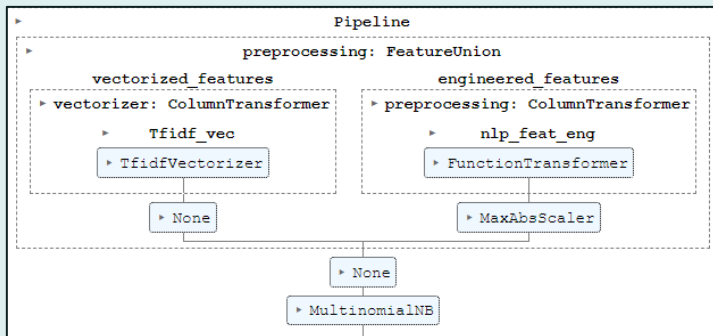 Pipeline
preprocessing: FeatureUnion
vectorized_features
engineered_features
vectorizer: ColumnTransformer
preprocessing: ColumnTransformer
Tfidf_vec
nlp_feat_eng
TfidfVectorizer
FunctionTransformer
None
MaxAbsScaler
None
MultinomialNB